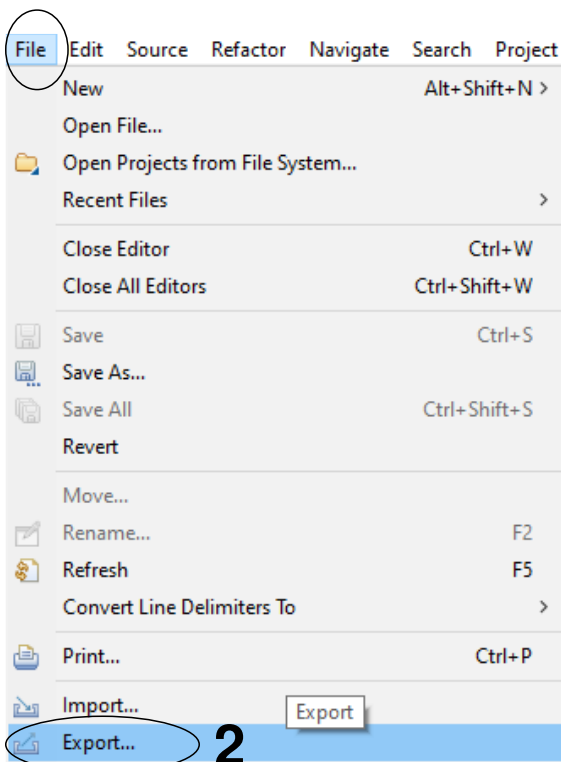 File Edit Source Refactor Navigate Search Project
New Alt+Shift+N >
Open File...
Open Projects from File System...
Recent Files >
Close Editor Ctrl+W
Close All Editors Ctrl+Shift+W
Save Ctrl+S
Save As...
Save All Ctrl+Shift+S
Revert
Move...
Rename... F2
Refresh F5
Convert Line Delimiters To >
Print... Ctrl+P
Import... Export
Export... 2